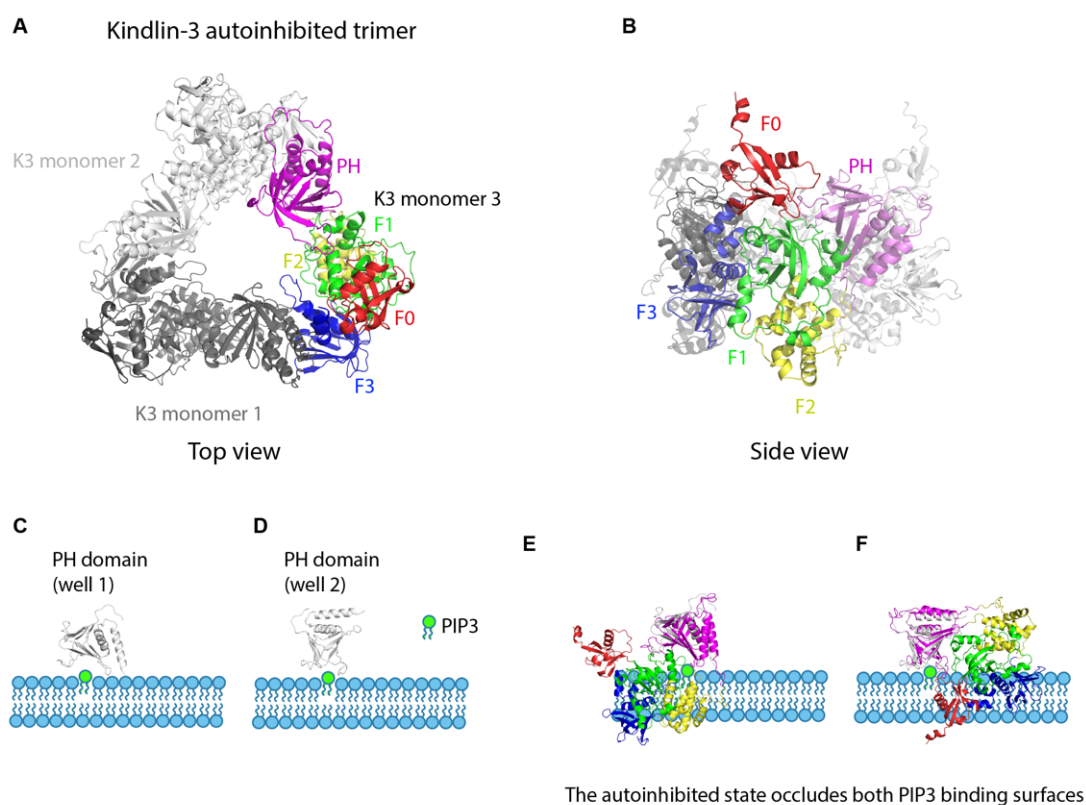 A
Kindlin-3 autoinhibited trimer
K3 monomer 2
PH
K3 monomer 3
F1
F2
F0
F3
K3 monomer 1
Top view
B
F0
PH
F3
F1
F2
Side view
C
PH domain
(well 1)
D
PH domain
(well 2)
PIP3
E
F
The autoinhibited state occludes both PIP3 binding surfaces